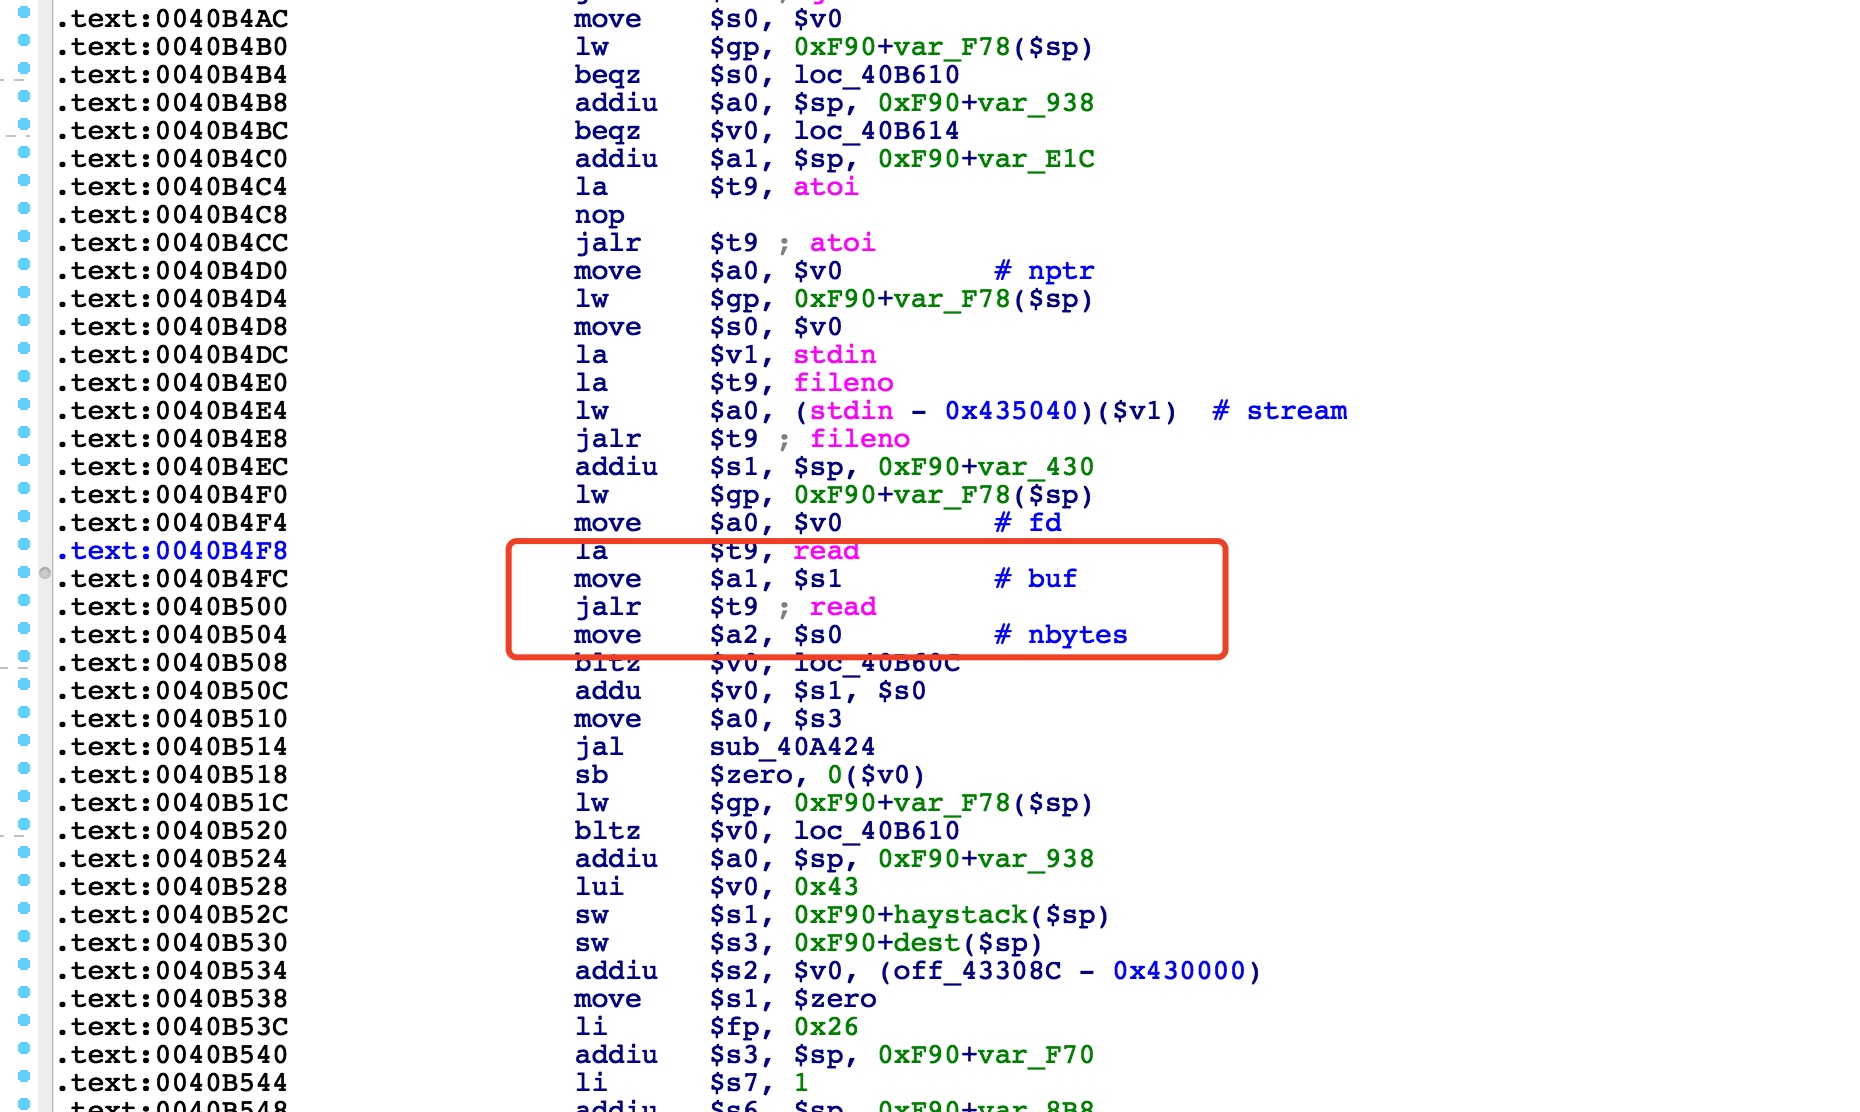 .text:0040B4AC move $s0, $v0
.text:0040B4B0 lw $gp, 0xF90+var_F78($sp)
.text:0040B4B4 beqz $s0, loc_40B610
.text:0040B4B8 addiu $a0, $sp, 0xF90+var_938
.text:0040B4BC beqz $v0, loc_40B614
.text:0040B4C0 addiu $a1, $sp, 0xF90+var_E1C
.text:0040B4C4 la $t9, atoi
.text:0040B4C8 nop
.text:0040B4CC jalr $t9 ; atoi
.text:0040B4D0 move $a0, $v0 # nptr
.text:0040B4D4 lw $gp, 0xF90+var_F78($sp)
.text:0040B4D8 move $s0, $v0
.text:0040B4DC la $v1, stdin
.text:0040B4E0 la $t9, fileno
.text:0040B4E4 lw $a0, (stdin - 0x435040)($v1) # stream
.text:0040B4E8 jalr $t9 ; fileno
.text:0040B4EC addiu $s1, $sp, 0xF90+var_430
.text:0040B4F0 lw $gp, 0xF90+var_F78($sp)
.text:0040B4F4 move $a0, $v0 # fd
.text:0040B4F8 la $t9, read
.text:0040B4FC move $a1, $s1 # buf
.text:0040B500 jalr $t9 ; read
.text:0040B504 move $a2, $s0 # nbytes
.text:0040B508 bltz $v0, loc_40B60C
.text:0040B50C addu $v0, $s1, $s0
.text:0040B510 move $a0, $s3
.text:0040B514 jal sub_40A424
.text:0040B518 sb $zero, 0($v0)
.text:0040B51C lw $gp, 0xF90+var_F78($sp)
.text:0040B520 bltz $v0, loc_40B610
.text:0040B524 addiu $a0, $sp, 0xF90+var_938
.text:0040B528 lui $v0, 0x43
.text:0040B52C sw $s1, 0xF90+haystack($sp)
.text:0040B530 sw $s3, 0xF90+dest($sp)
.text:0040B534 addiu $s2, $v0, (off_43308C - 0x430000)
.text:0040B538 move $s1, $zero
.text:0040B53C li $fp, 0x26
.text:0040B540 addiu $s3, $sp, 0xF90+var_F70
.text:0040B544 li $s7, 1
.text:0040B548 addiu $s6, $sp, 0xF90+var_8B8